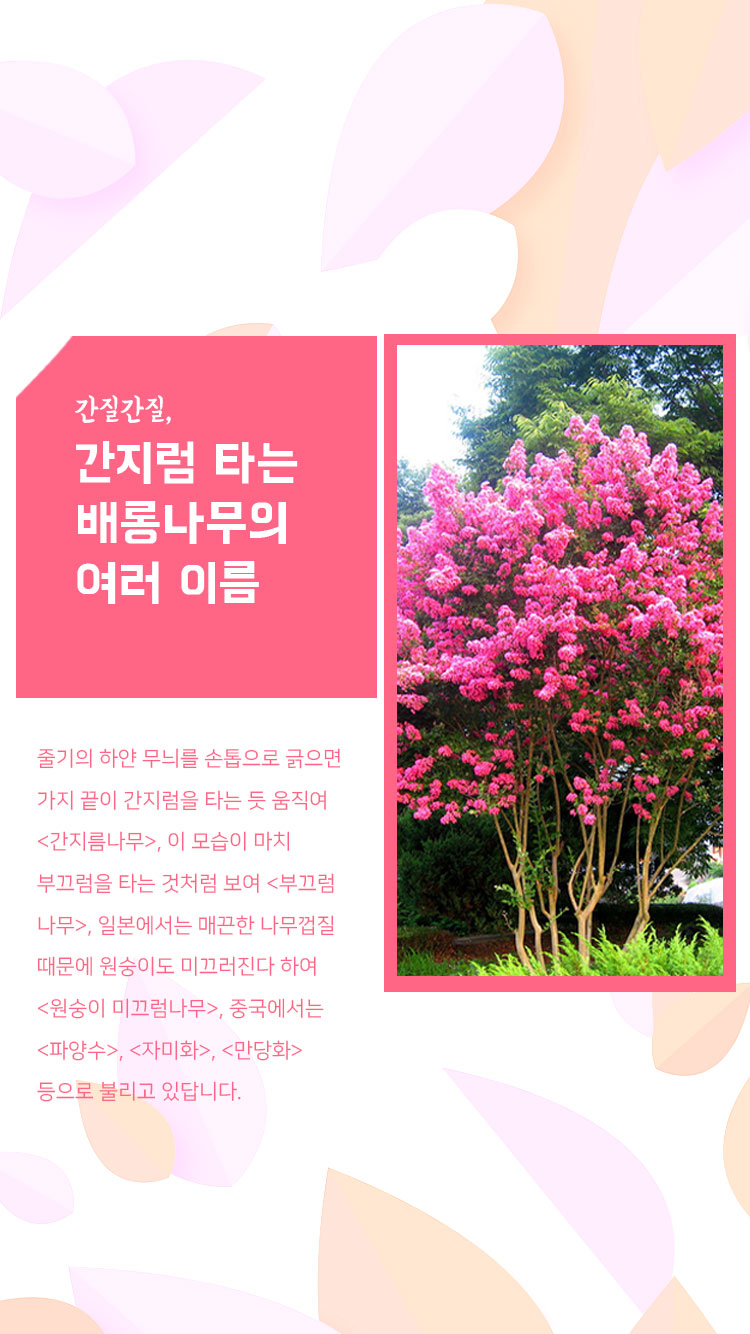 간질간질,
간지럼 타는
배롱나무의
여러 이름
줄기의 하얀 무늬를 손톱으로 긁으면
가지 끝이 간지럼을 타는 듯 움직여
<간지름나무>, 이 모습이 마치
부끄럼을 타는 것처럼 보여 <부끄럼
나무>, 일본에서는 매끈한 나무껍질
때문에 원숭이도 미끄러진다 하여
<원숭이 미끄럼나무>, 중국에서는
<파양수>, <자미화>, <만당화>
등으로 불리고 있답니다.